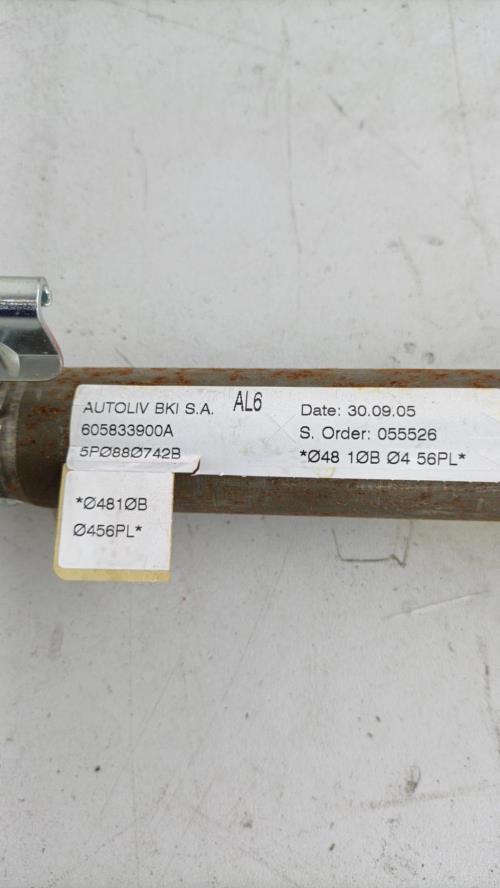 AUTOLIV BKI S.A. AL6
605833900A
5PØ88Ø742B
Date: 30.09.05
S. Order: 055526
*Ø48 1ØB Ø4 56PL*
*Ø481ØB
Ø456PL*